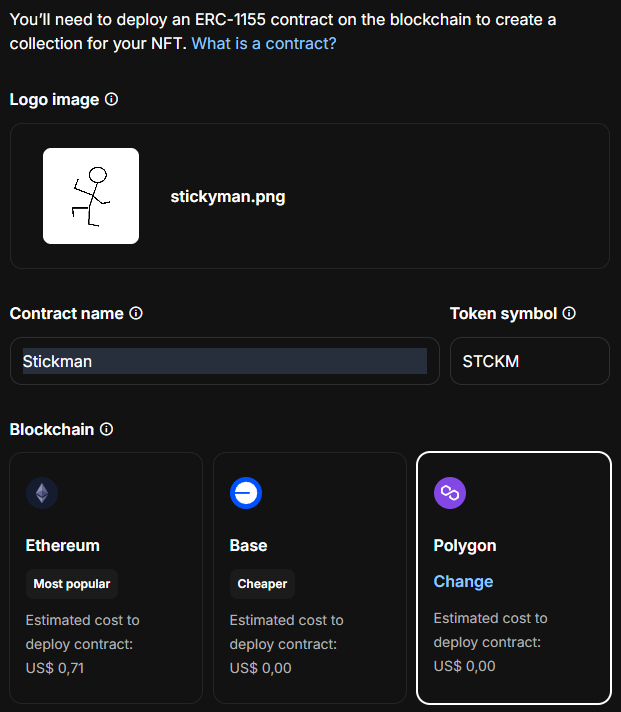 You'll need to deploy an ERC-1155 contract on the blockchain to create a
collection for your NFT. What is a contract?
Logo image
stickyman.png
Contract name
Token symbol
Stickman
STCKM
Blockchain
Ethereum
Most popular
Estimated cost to
deploy contract:
US$ 0,71
Base
Cheaper
Estimated cost to
deploy contract:
US$ 0,00
Polygon
Change
Estimated cost to
deploy contract:
US$ 0,00